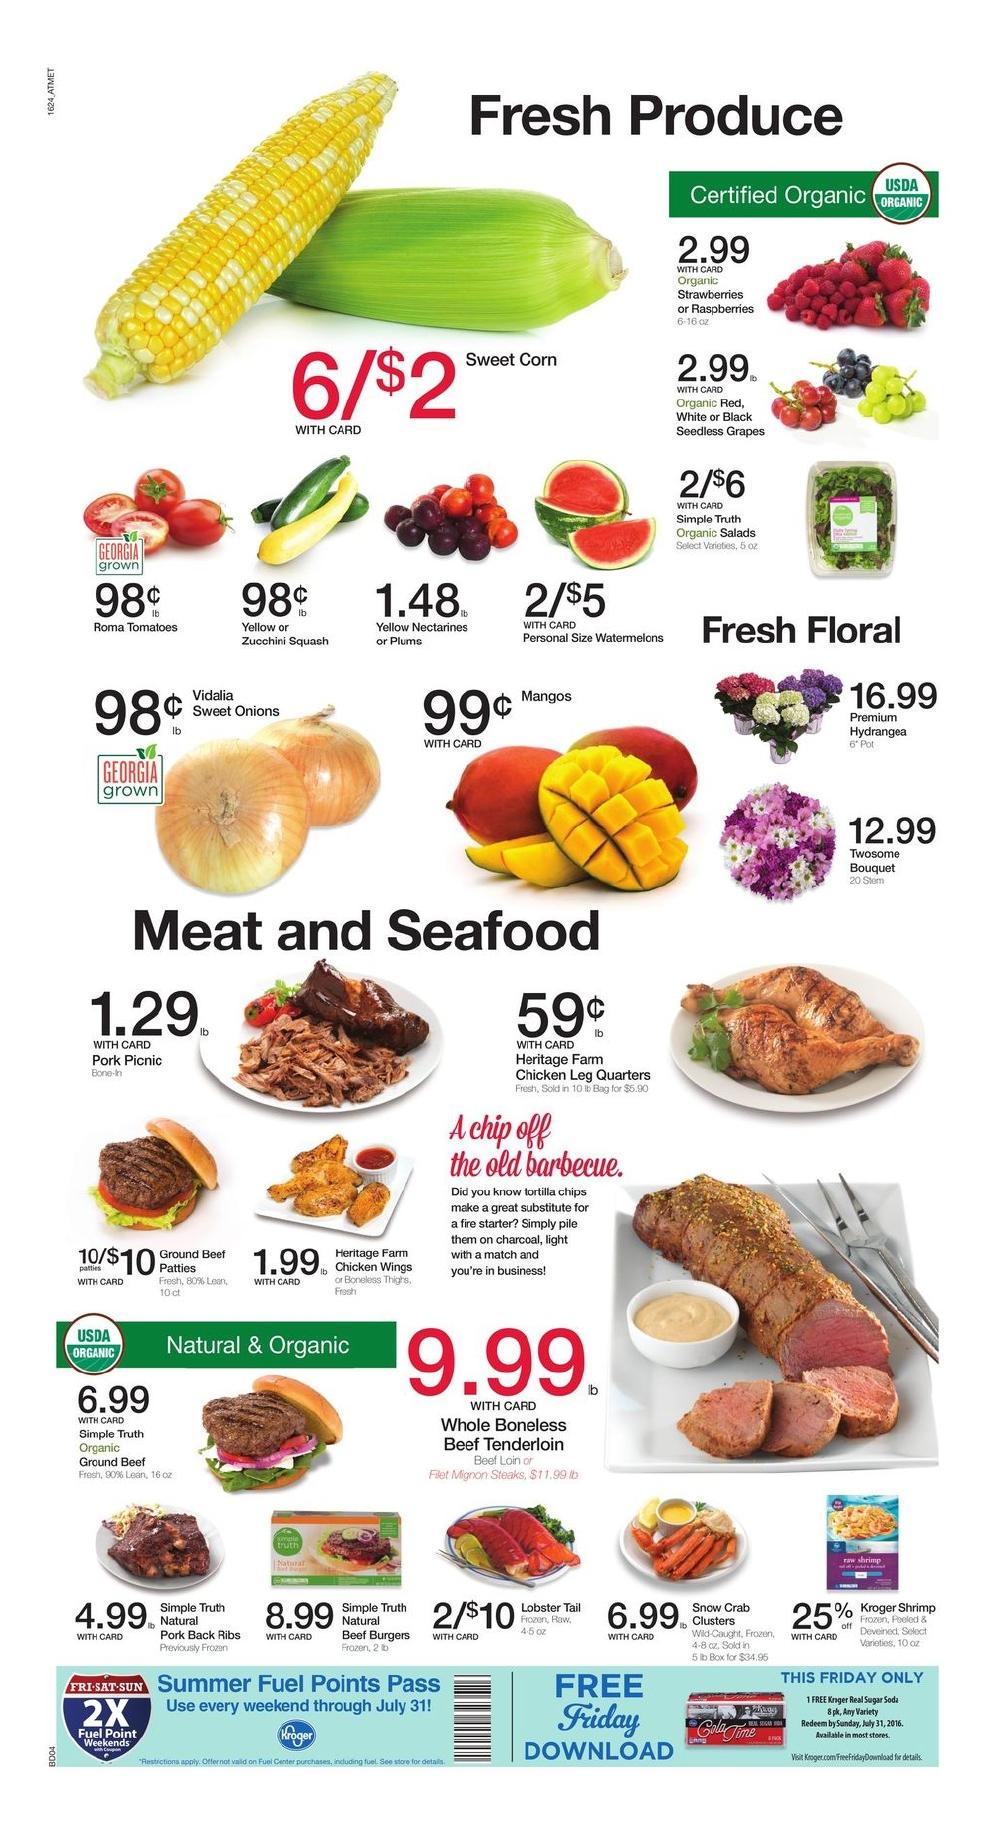 1624_ATMET
Fresh Produce
Certified Organic
USDA
ORGANIC
2.99
WITH CARD
Organic
Strawberries
or Raspberries
6-16 oz
6/$2
WITH CARD
Sweet Corn
2.99 lb
WITH CARD
Organic Red,
White or Black
Seedless Grapes
2/$6
WITH CARD
Simple Truth
Organic Salads
Select Varieties, 5 oz
GEORGIA
grown
98¢ lb
Roma Tomatoes
98¢ lb
Yellow or
Zucchini Squash
1.48 lb
Yellow Nectarines
or Plums
2/$5
WITH CARD
Personal Size Watermelons
Fresh Floral
98¢ lb
Vidalia
Sweet Onions
GEORGIA
grown
99¢
WITH CARD
Mangos
16.99
Premium
Hydrangea
6" Pot
12.99
Twosome
Bouquet
20 Stem
Meat and Seafood
1.29 lb
WITH CARD
Pork Picnic
Bone-In
59¢ lb
WITH CARD
Heritage Farm
Chicken Leg Quarters
Fresh, Sold in 10 lb Bag for $5.90
10/$10
patties
WITH CARD
Ground Beef
Patties
Fresh, 80% Lean,
10 ct
1.99 lb
WITH CARD
Heritage Farm
Chicken Wings
or Boneless Thighs,
Fresh
A chip off
the old barbecue.
Did you know tortilla chips
make a great substitute for
a fire starter? Simply pile
them on charcoal, light
with a match and
you're in business!
USDA
ORGANIC
Natural & Organic
6.99
WITH CARD
Simple Truth
Organic
Ground Beef
Fresh, 90% Lean, 16 oz
9.99 lb
WITH CARD
Whole Boneless
Beef Tenderloin
Beef Loin or
Filet Mignon Steaks, $11.99 lb
simple
truth
Natural
Beef Burger
raw shrimp
4.99 lb
WITH CARD
Simple Truth
Natural
Pork Back Ribs
Previously Frozen
8.99
WITH CARD
Simple Truth
Natural
Beef Burgers
Frozen, 2 lb
2/$10
WITH CARD
Lobster Tail
Frozen, Raw,
4-5 oz
6.99 lb
WITH CARD
Snow Crab
Clusters
Wild-Caught, Frozen,
4-8 oz, Sold in
5 lb Box for $34.95
25% off
WITH CARD
Kroger Shrimp
Frozen, Peeled &
Deveined, Select
Varieties, 10 oz
FRI·SAT·SUN
2X
Fuel Point
Weekends*
with Coupon
Summer Fuel Points Pass
Use every weekend through July 31!
Kroger
*Restrictions apply. Offer not valid on Fuel Center purchases, including fuel. See store for details.
FREE
Friday
DOWNLOAD
Cola
Time
THIS FRIDAY ONLY
1 FREE Kroger Real Sugar Soda
8 pk, Any Variety
Redeem by Sunday, July 31, 2016.
Available in most stores.
Visit Kroger.com/FreeFridayDownload for details.
BD04